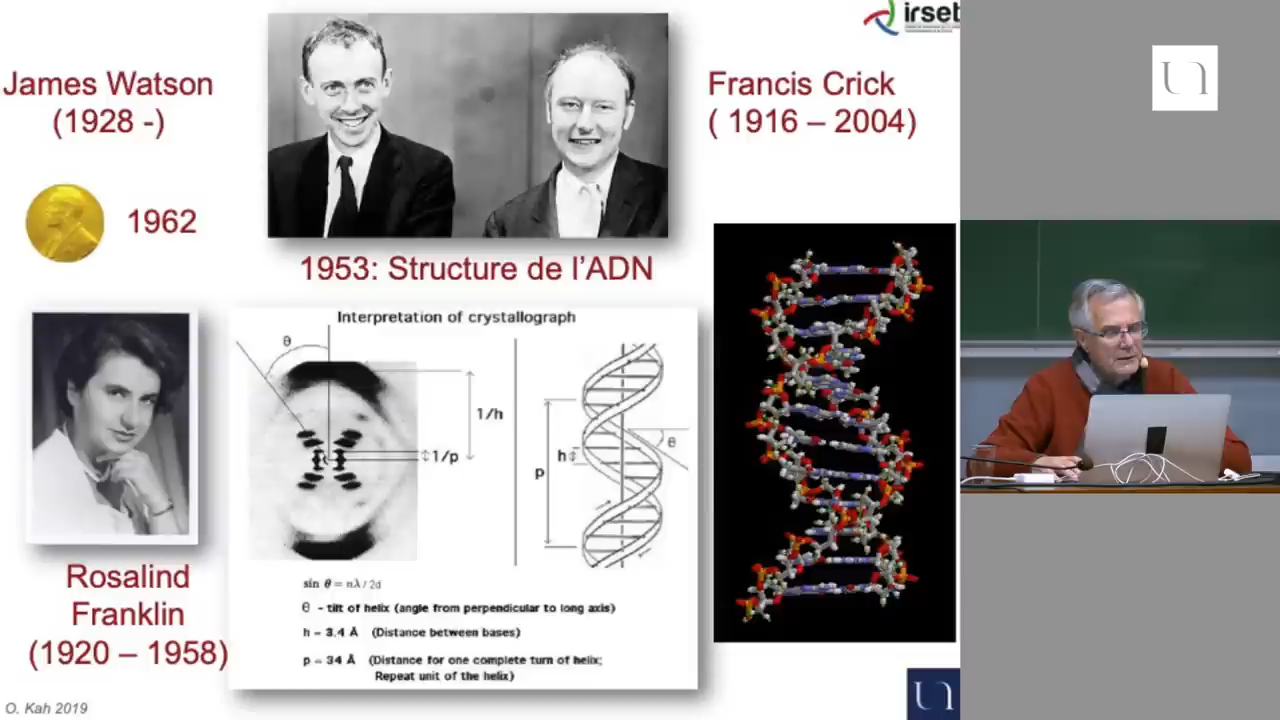 James Watson
(1928 -)
1962
Francis Crick
( 1916 – 2004)
irset
1953: Structure de l'ADN
Interpretation of crystallograph
θ
1/h
1/p
p
h
θ
sin θ = nλ / 2d
θ - tilt of helix (angle from perpendicular to long axis)
h = 3.4 Å (Distance between bases)
p = 34 Å (Distance for one complete turn of helix;
Repeat unit of the helix)
Rosalind
Franklin
(1920 – 1958)
O. Kah 2019